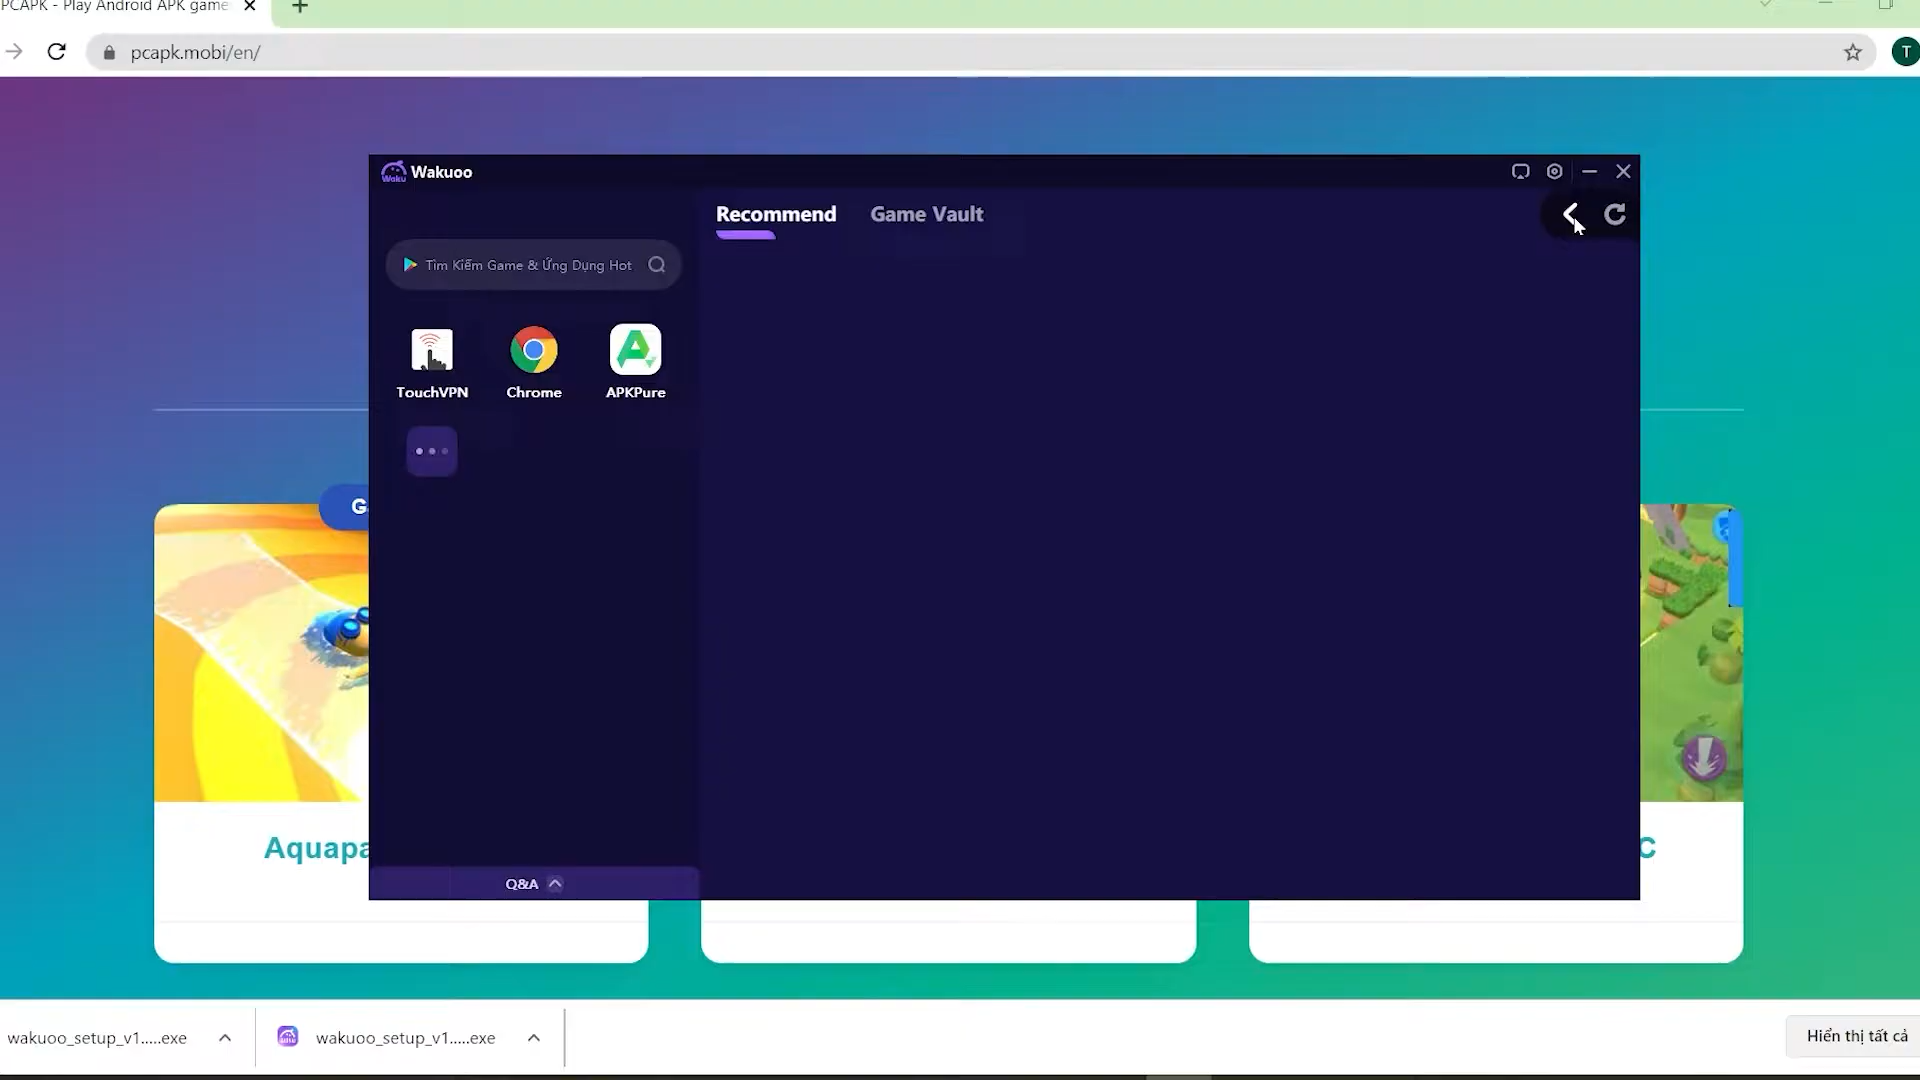 PCAPK - Play Android APK game
pcapk.mobi/en/
T
Waku
Wakuoo
Recommend
Game Vault
Tìm Kiếm Game & Ứng Dụng Hot
TouchVPN
Chrome
APKPure
G
Aquapa
C
Q&A
wakuoo_setup_v1.....exe
wakuoo_setup_v1.....exe
Hiển thị tất cả